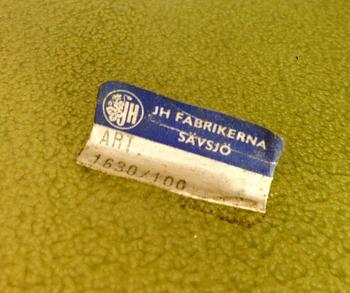 JH
JH FABRIKERNA
SÄVSJÖ
ART.
1630/100